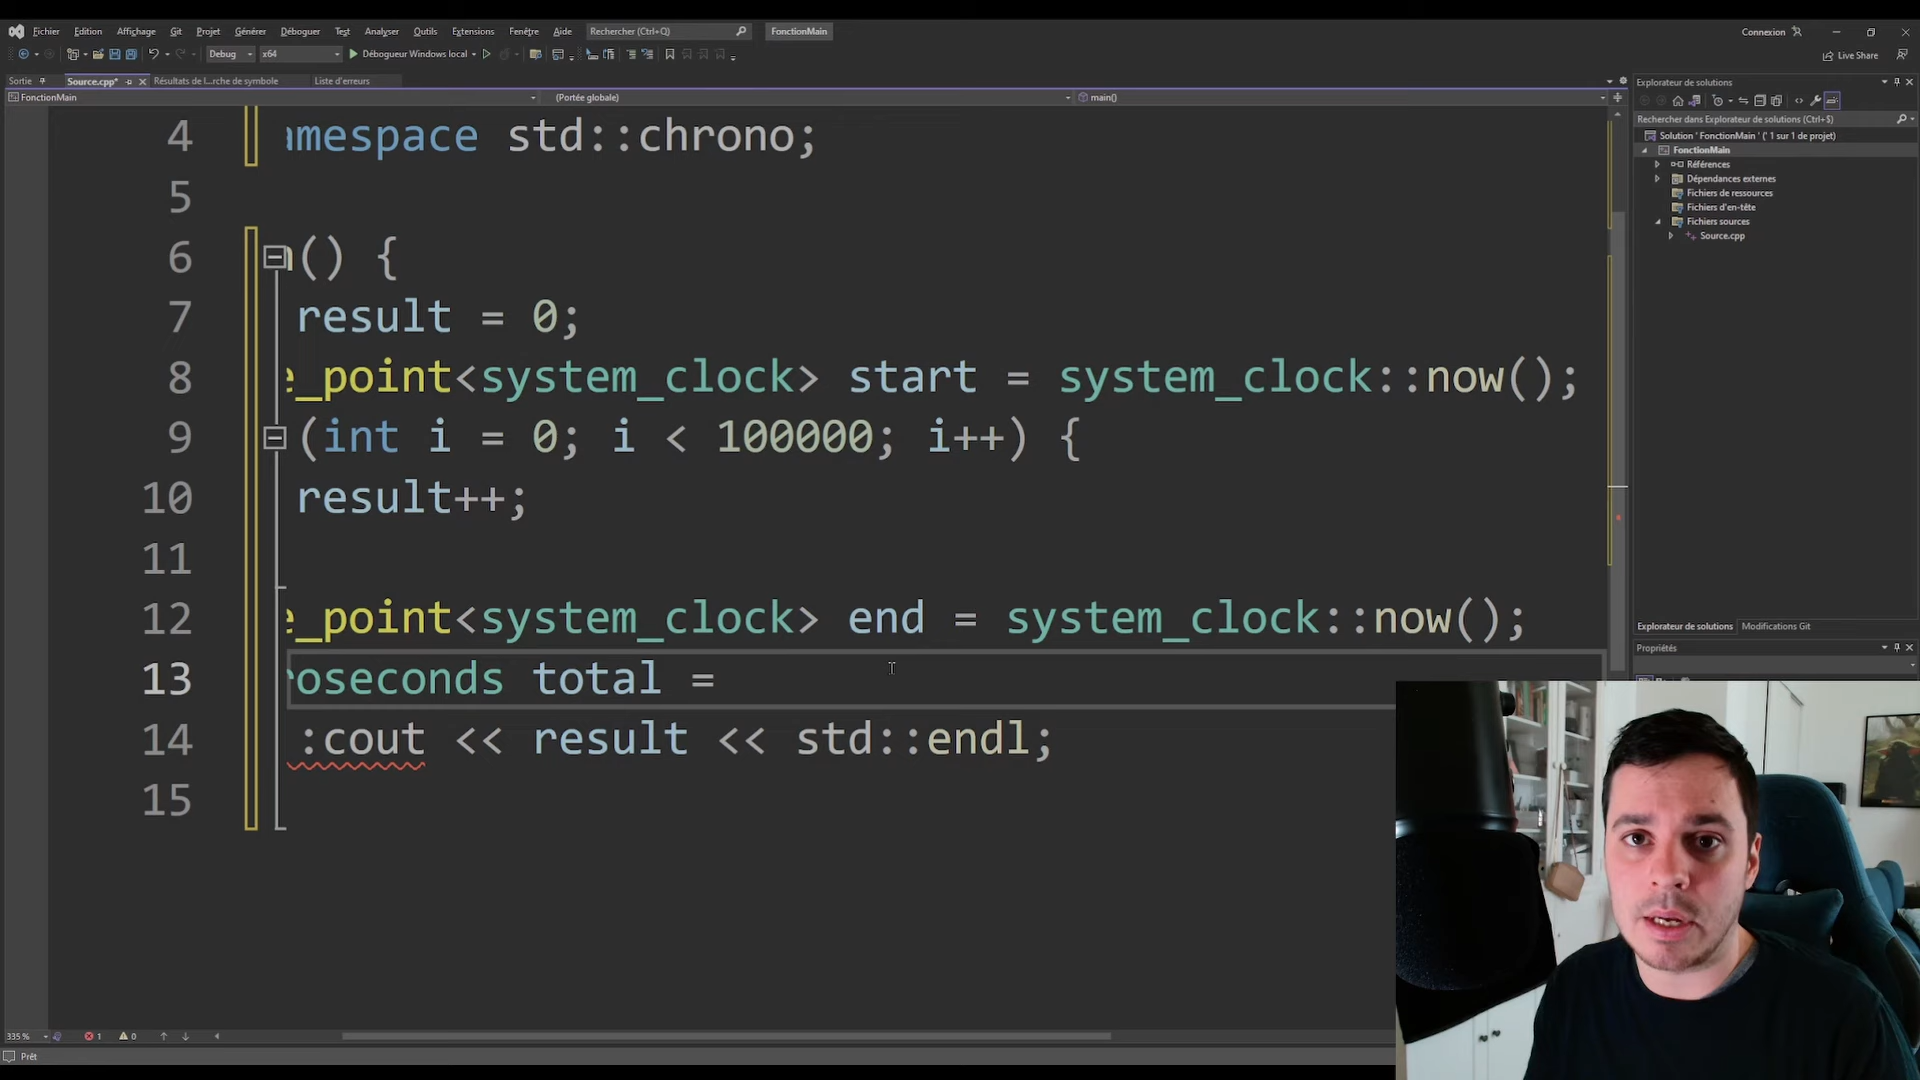 Fichier Edition Affichage Git Projet Générer Déboguer Test Analyser Outils Extensions Fenêtre Aide Rechercher (Ctrl+Q) FonctionMain Connexion
Debug x64 Débogueur Windows local Live Share
Sortie Source.cpp* Résultats de l...rche de symbole Liste d'erreurs
FonctionMain (Portée globale) main()
4 amespace std::chrono;
5
6 () {
7 result = 0;
8 e_point<system_clock> start = system_clock::now();
9 (int i = 0; i < 100000; i++) {
10 result++;
11
12 e_point<system_clock> end = system_clock::now();
13 roseconds total =
14 :cout << result << std::endl;
15
335 % 1 0
Prêt
Explorateur de solutions
Rechercher dans Explorateur de solutions (Ctrl+$)
Solution ' FonctionMain ' (' 1 sur 1 de projet)
FonctionMain
Références
Dépendances externes
Fichiers de ressources
Fichiers d'en-tête
Fichiers sources
Source.cpp
Explorateur de solutions Modifications Git
Propriétés